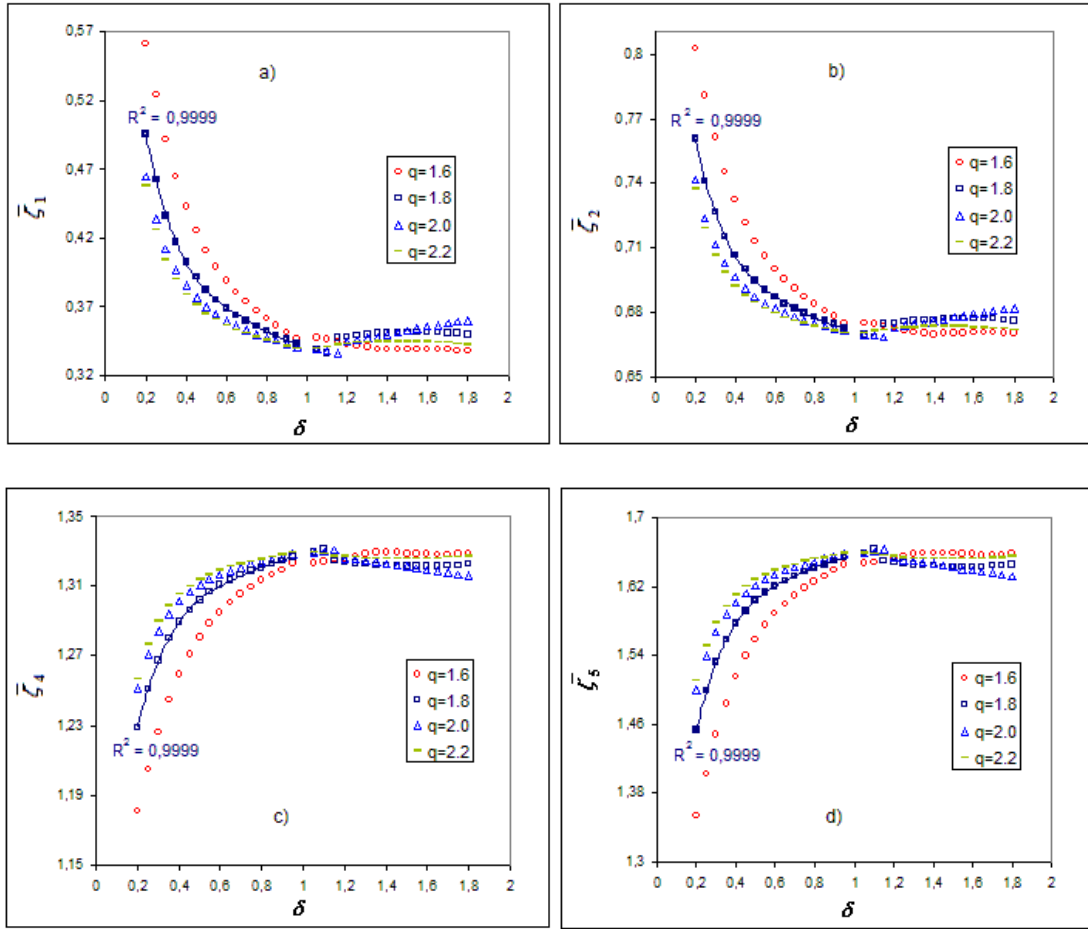 0,57
0,52
0,47
0,42
0,37
0,32
ζ̄₁
a)
R² = 0,9999
q=1.6
q=1.8
q=2.0
q=2.2
0 0,2 0,4 0,6 0,8 1 1,2 1,4 1,6 1,8 2
δ
0,8
0,77
0,74
0,71
0,68
0,65
ζ̄₂
b)
R² = 0,9999
q=1.6
q=1.8
q=2.0
q=2.2
0 0,2 0,4 0,6 0,8 1 1,2 1,4 1,6 1,8 2
δ
1,35
1,31
1,27
1,23
1,19
1,15
ζ̄₄
q=1.6
q=1.8
q=2.0
q=2.2
R² = 0,9999
c)
0 0,2 0,4 0,6 0,8 1 1,2 1,4 1,6 1,8 2
δ
1,7
1,62
1,54
1,46
1,38
1,3
ζ̄₅
q=1.6
q=1.8
q=2.0
q=2.2
R² = 0,9999
d)
0 0,2 0,4 0,6 0,8 1 1,2 1,4 1,6 1,8 2
δ